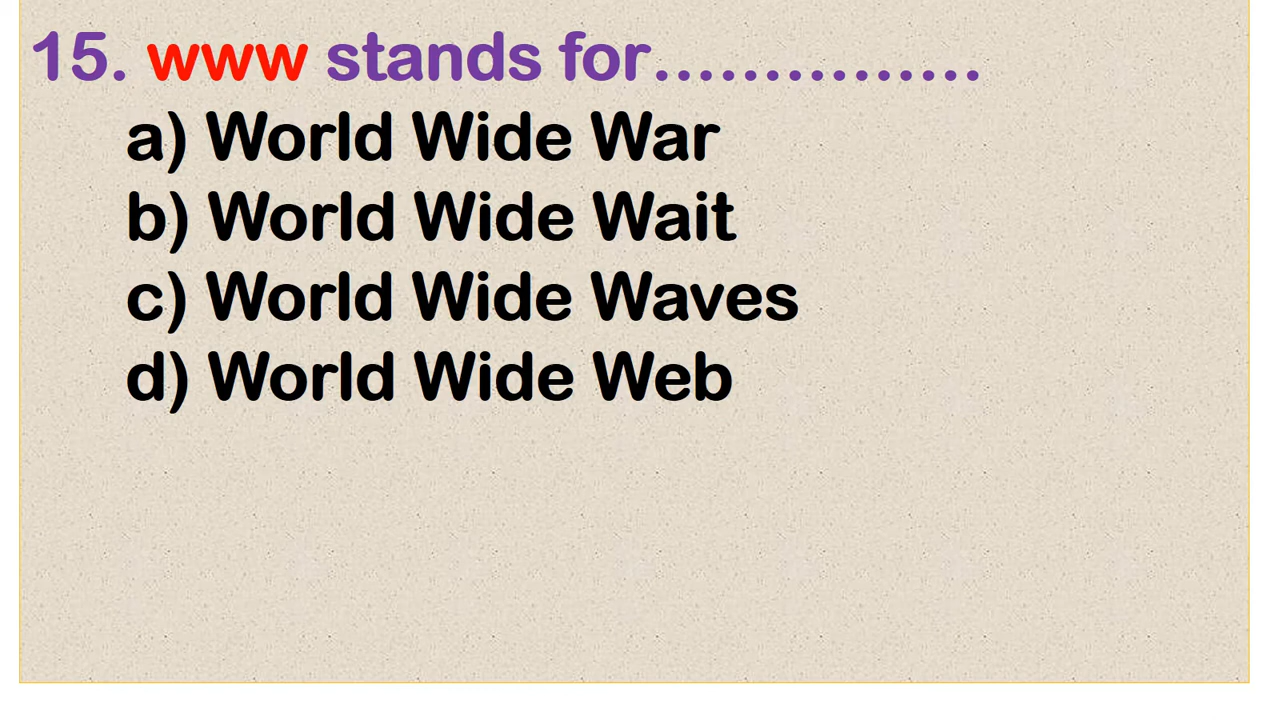 15. www stands for...............
a) World Wide War
b) World Wide Wait
c) World Wide Waves
d) World Wide Web